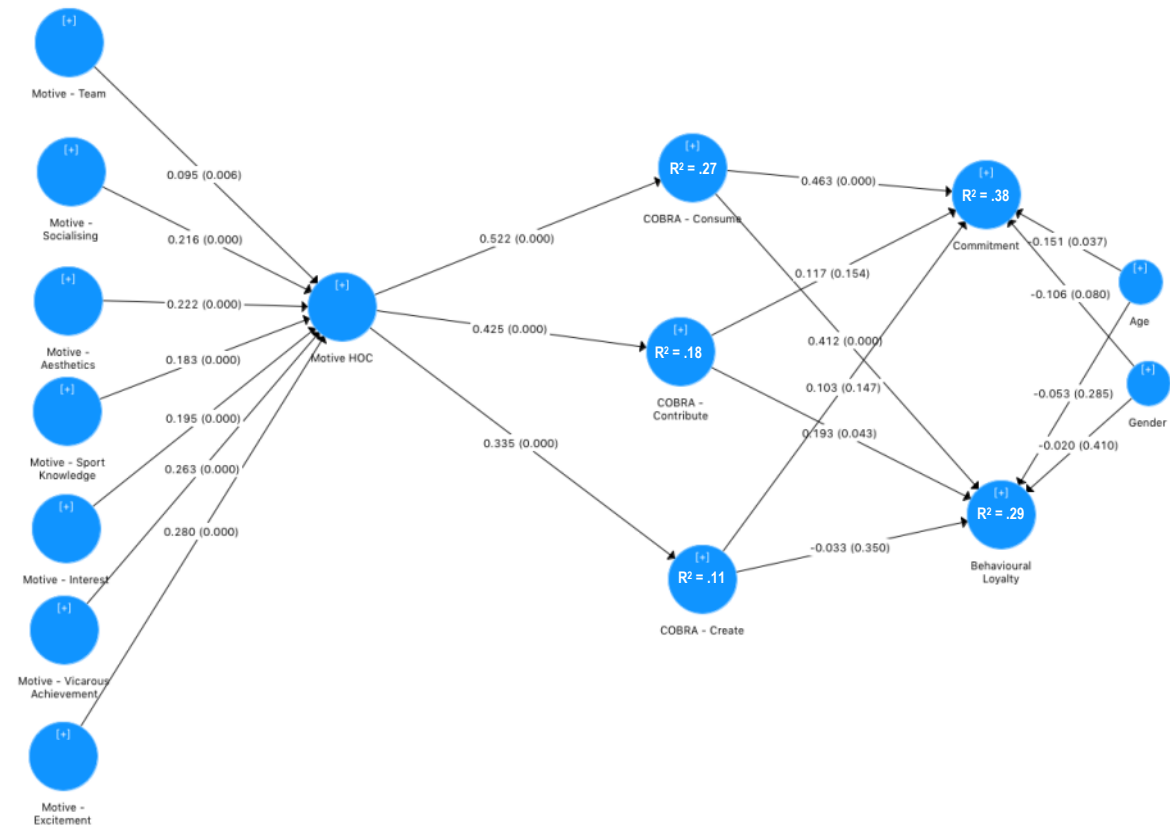 [+]
Motive - Team
[+]
Motive -
Socialising
[+]
Motive -
Aesthetics
[+]
Motive - Sport
Knowledge
[+]
Motive - Interest
[+]
Motive - Vicarous
Achievement
[+]
Motive -
Excitement
0.095 (0.006)
0.216 (0.000)
0.222 (0.000)
0.183 (0.000)
0.195 (0.000)
0.263 (0.000)
0.280 (0.000)
[+]
Motive HOC
0.522 (0.000)
0.425 (0.000)
0.335 (0.000)
[+]
R² = .27
COBRA - Consume
[+]
R² = .18
COBRA -
Contribute
[+]
R² = .11
COBRA - Create
0.463 (0.000)
0.117 (0.154)
0.412 (0.000)
0.103 (0.147)
0.193 (0.043)
-0.033 (0.350)
[+]
R² = .38
Commitment
[+]
R² = .29
Behavioural
Loyalty
-0.151 (0.037)
-0.106 (0.080)
-0.053 (0.285)
-0.020 (0.410)
[+]
Age
[+]
Gender